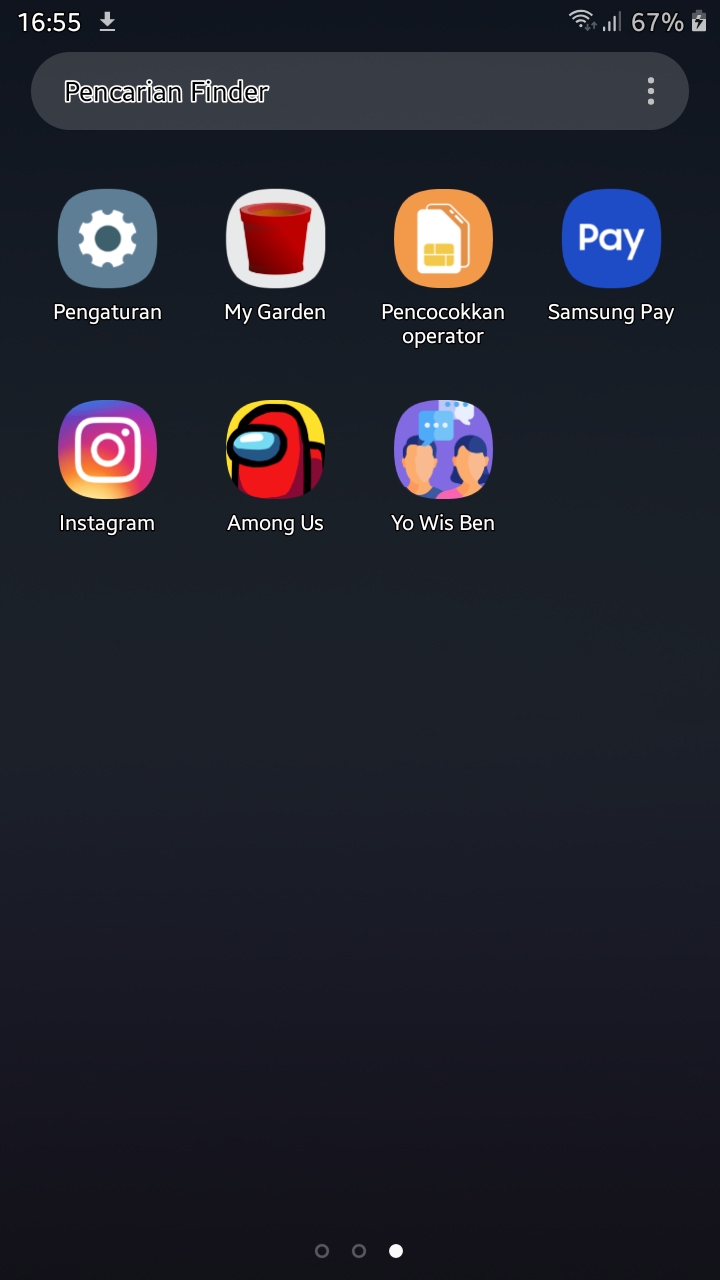 16:55
67%
Pencarian Finder
Pengaturan
My Garden
Pencocokkan
operator
Pay
Samsung Pay
Instagram
Among Us
Yo Wis Ben